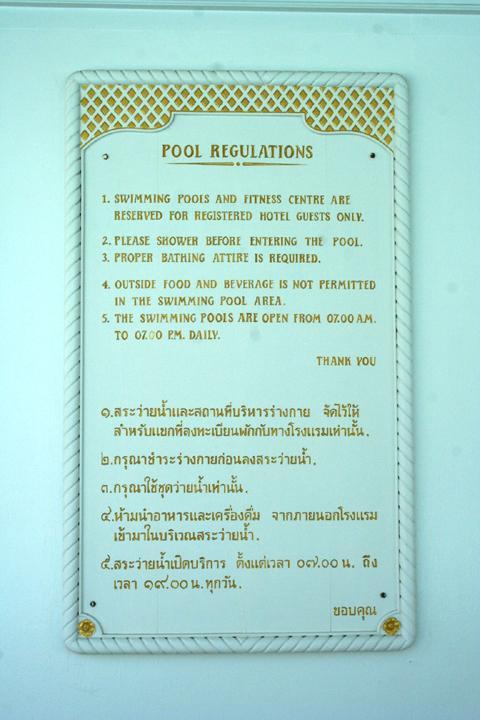 POOL REGULATIONS
1. SWIMMING POOLS AND FITNESS CENTRE ARE
RESERVED FOR REGISTERED HOTEL GUESTS ONLY.
2. PLEASE SHOWER BEFORE ENTERING THE POOL.
3. PROPER BATHING ATTIRE IS REQUIRED.
4. OUTSIDE FOOD AND BEVERAGE IS NOT PERMITTED
IN THE SWIMMING POOL AREA.
5. THE SWIMMING POOLS ARE OPEN FROM 07.00 A.M.
TO 07.00 P.M. DAILY.
THANK YOU
๑.สระว่ายน้ำและสถานที่บริหารร่างกาย จัดไว้ให้
สำหรับแขกที่ลงทะเบียนพักกับทางโรงแรมเท่านั้น.
๒.กรุณาชำระร่างกายก่อนลงสระว่ายน้ำ.
๓.กรุณาใช้ชุดว่ายน้ำเท่านั้น.
๔.ห้ามนำอาหารและเครื่องดื่ม จากภายนอกโรงแรม
เข้ามาในบริเวณสระว่ายน้ำ.
๕.สระว่ายน้ำเปิดบริการ ตั้งแต่เวลา ๐๗.๐๐ น. ถึง
เวลา ๑๙.๐๐ น. ทุกวัน.
ขอบคุณ